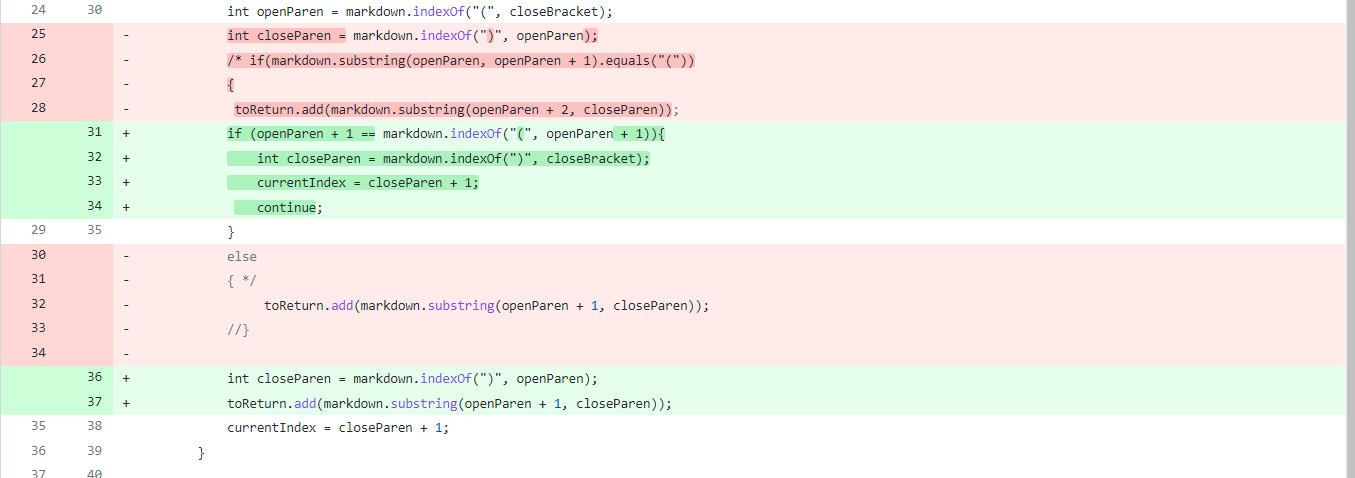 24 30 int openParen = markdown.indexOf("(", closeBracket);
25 - int closeParen = markdown.indexOf(")", openParen);
26 - /* if(markdown.substring(openParen, openParen + 1).equals("("))
27 - {
28 - toReturn.add(markdown.substring(openParen + 2, closeParen));
31 + if (openParen + 1 == markdown.indexOf("(", openParen + 1)){
32 + int closeParen = markdown.indexOf(")", closeBracket);
33 + currentIndex = closeParen + 1;
34 + continue;
29 35 }
30 - else
31 - { */
32 - toReturn.add(markdown.substring(openParen + 1, closeParen));
33 - //}
34 -
36 + int closeParen = markdown.indexOf(")", openParen);
37 + toReturn.add(markdown.substring(openParen + 1, closeParen));
35 38 currentIndex = closeParen + 1;
36 39 }
37 40